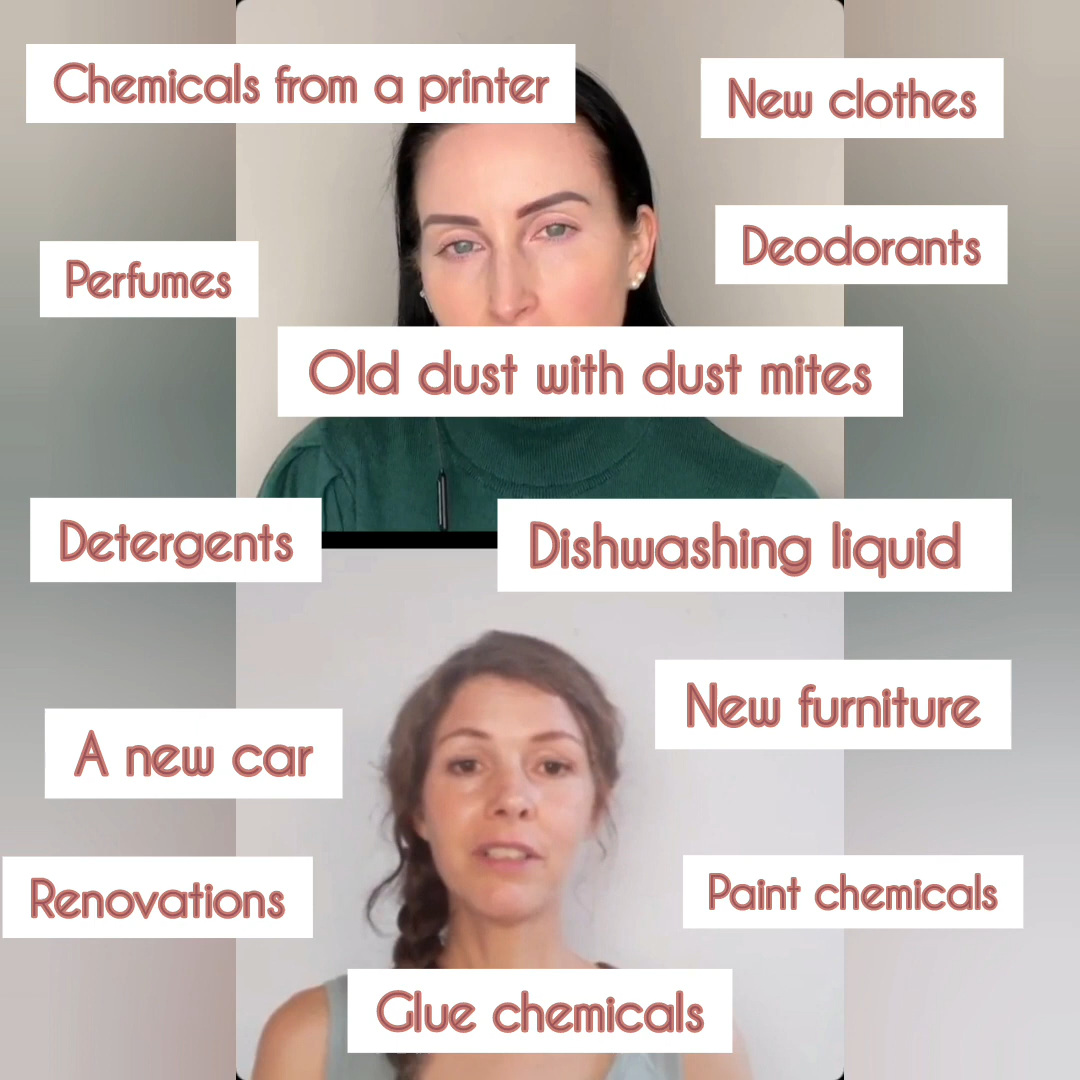 Chemicals from a printer
New clothes
Deodorants
Perfumes
Old dust with dust mites
Detergents
Dishwashing liquid
New furniture
A new car
Renovations
Paint chemicals
Glue chemicals